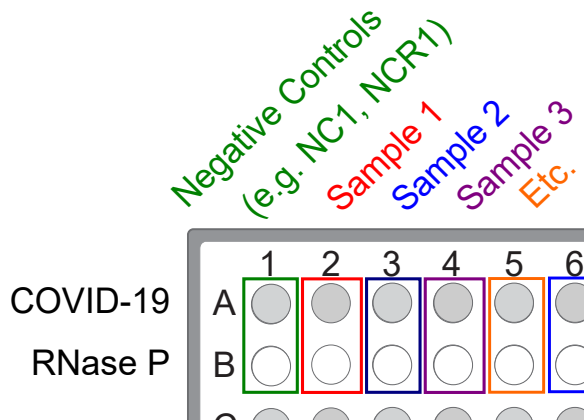 Negative Controls
(e.g. NC1, NCR1)
Sample 1
Sample 2
Sample 3
Etc.
1 2 3 4 5 6
COVID-19 A
RNase P B
C